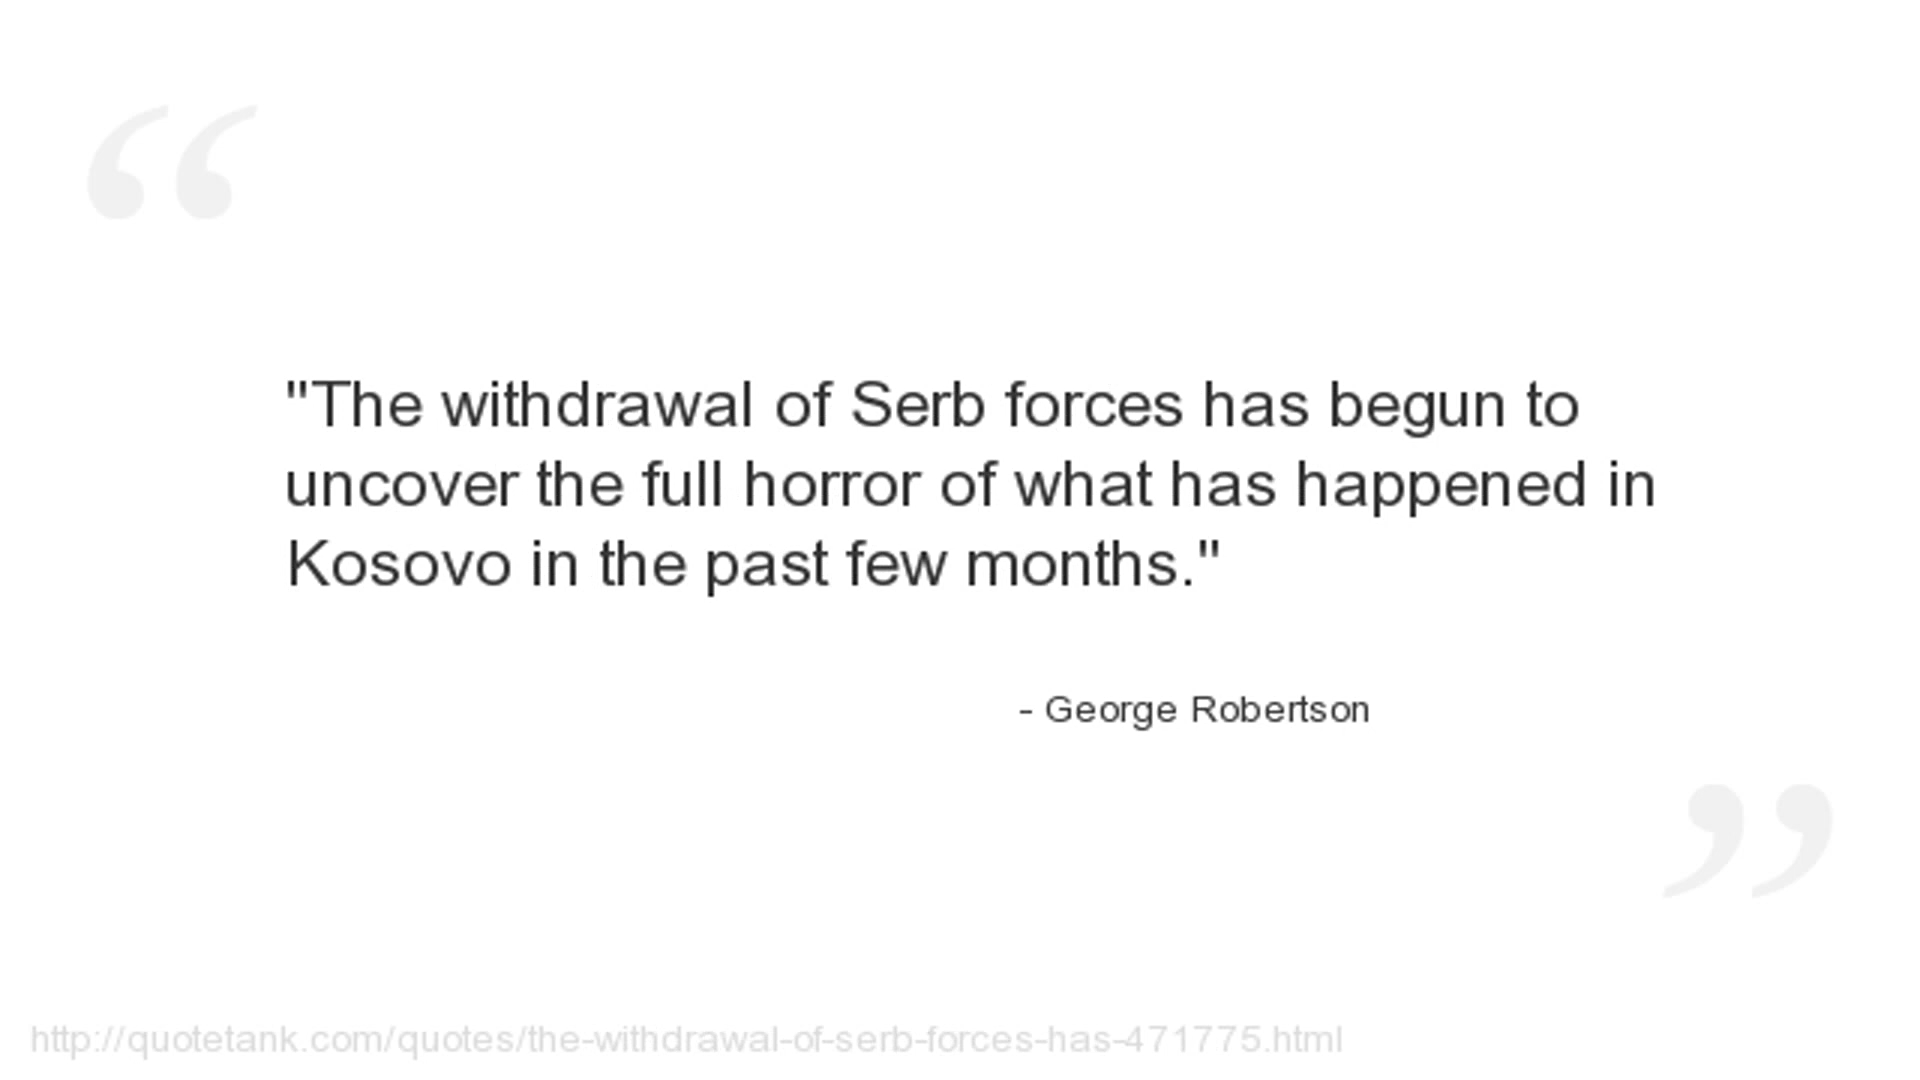 "The withdrawal of Serb forces has begun to
uncover the full horror of what has happened in
Kosovo in the past few months."
- George Robertson
http://quotetank.com/quotes/the-withdrawal-of-serb-forces-has-471775.html